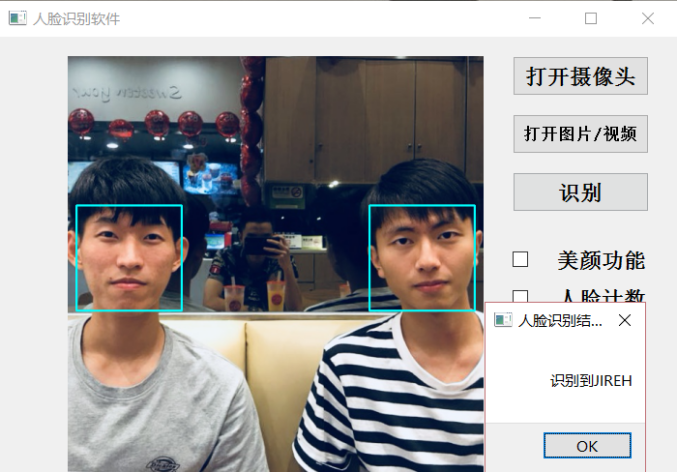 人脸识别软件
打开摄像头
打开图片/视频
识别
美颜功能
人脸计数
人脸识别结...
识别到JIREH
OK
Dickies